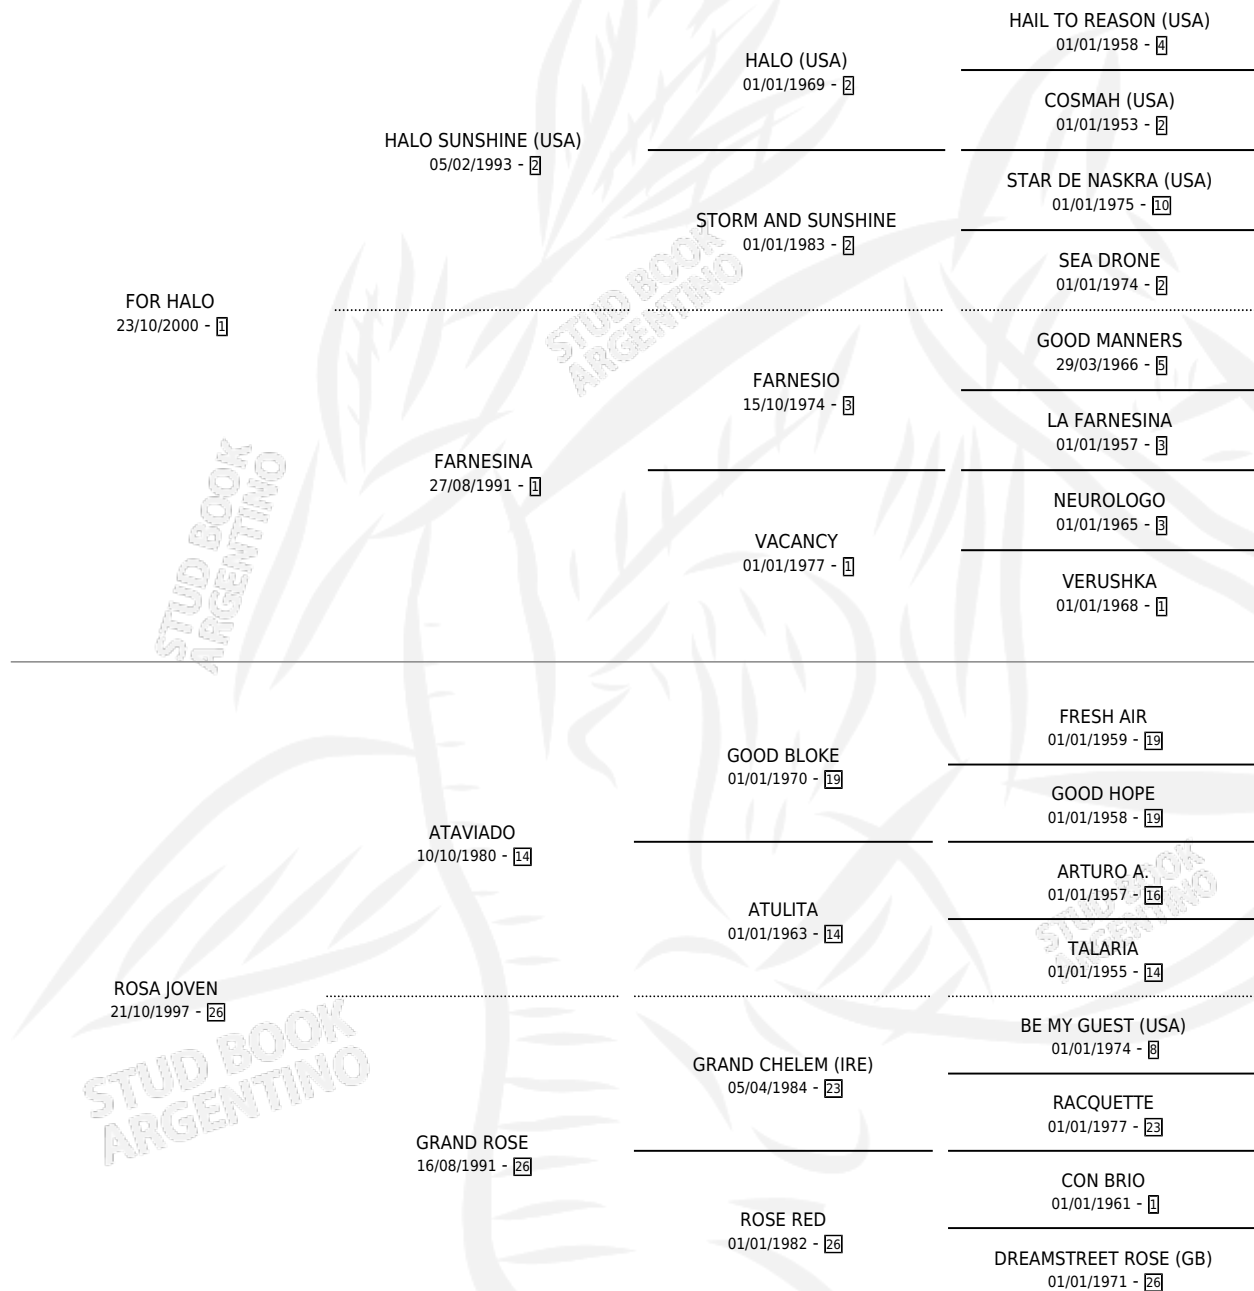 HAIL TO REASON (USA)
01/01/1958 - 4
HALO (USA)
01/01/1969 - 2
COSMAH (USA)
01/01/1953 - 2
HALO SUNSHINE (USA)
05/02/1993 - 2
STAR DE NASKRA (USA)
01/01/1975 - 10
STORM AND SUNSHINE
01/01/1983 - 2
SEA DRONE
01/01/1974 - 2
FOR HALO
23/10/2000 - 1
GOOD MANNERS
29/03/1966 - 5
FARNESIO
15/10/1974 - 3
LA FARNESINA
01/01/1957 - 3
FARNESINA
27/08/1991 - 1
NEUROLOGO
01/01/1965 - 3
VACANCY
01/01/1977 - 1
VERUSHKA
01/01/1968 - 1
FRESH AIR
01/01/1959 - 19
GOOD BLOKE
01/01/1970 - 19
GOOD HOPE
01/01/1958 - 19
ATAVIADO
10/10/1980 - 14
ARTURO A.
01/01/1957 - 16
ATULITA
01/01/1963 - 14
TALARIA
01/01/1955 - 14
ROSA JOVEN
21/10/1997 - 26
BE MY GUEST (USA)
01/01/1974 - 8
GRAND CHELEM (IRE)
05/04/1984 - 23
RACQUETTE
01/01/1977 - 23
GRAND ROSE
16/08/1991 - 26
CON BRIO
01/01/1961 - 1
ROSE RED
01/01/1982 - 26
DREAMSTREET ROSE (GB)
01/01/1971 - 26
STUD BOOK
ARGENTINO
STUD BOOK
ARGENTINO
STUD BOOK
ARGENTINO
STUD BOOK
ARGENTINO